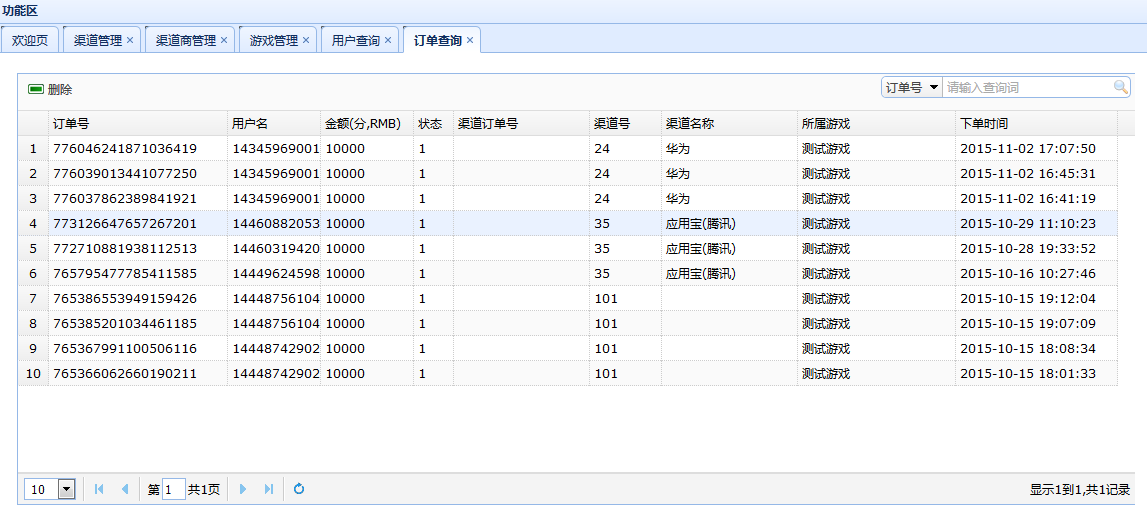 功能区
欢迎页 渠道管理 × 渠道商管理 × 游戏管理 × 用户查询 × 订单查询 ×
删除 订单号 请输入查询词
订单号 用户名 金额(分,RMB) 状态 渠道订单号 渠道号 渠道名称 所属游戏 下单时间
1 776046241871036419 14345969001 10000 1 24 华为 测试游戏 2015-11-02 17:07:50
2 776039013441077250 14345969001 10000 1 24 华为 测试游戏 2015-11-02 16:45:31
3 776037862389841921 14345969001 10000 1 24 华为 测试游戏 2015-11-02 16:41:19
4 773126647657267201 14460882053 10000 1 35 应用宝(腾讯) 测试游戏 2015-10-29 11:10:23
5 772710881938112513 14460319420 10000 1 35 应用宝(腾讯) 测试游戏 2015-10-28 19:33:52
6 765795477785411585 14449624598 10000 1 35 应用宝(腾讯) 测试游戏 2015-10-16 10:27:46
7 765386553949159426 14448756104 10000 1 101 测试游戏 2015-10-15 19:12:04
8 765385201034461185 14448756104 10000 1 101 测试游戏 2015-10-15 19:07:09
9 765367991100506116 14448742902 10000 1 101 测试游戏 2015-10-15 18:08:34
10 765366062660190211 14448742902 10000 1 101 测试游戏 2015-10-15 18:01:33
10 第 1 共1页 显示1到1,共1记录